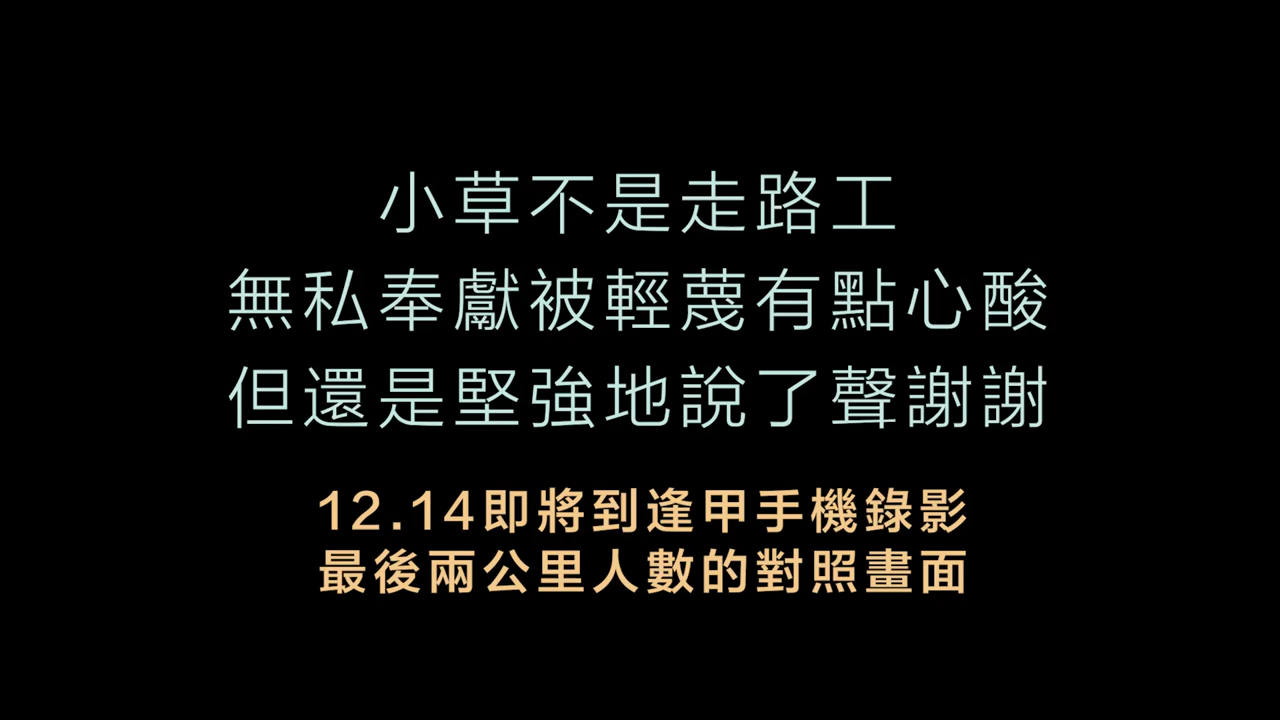 小草不是走路工
無私奉獻被輕蔑有點心酸
但還是堅強地說了聲謝謝
12.14即將到逢甲手機錄影
最後兩公里人數的對照畫面